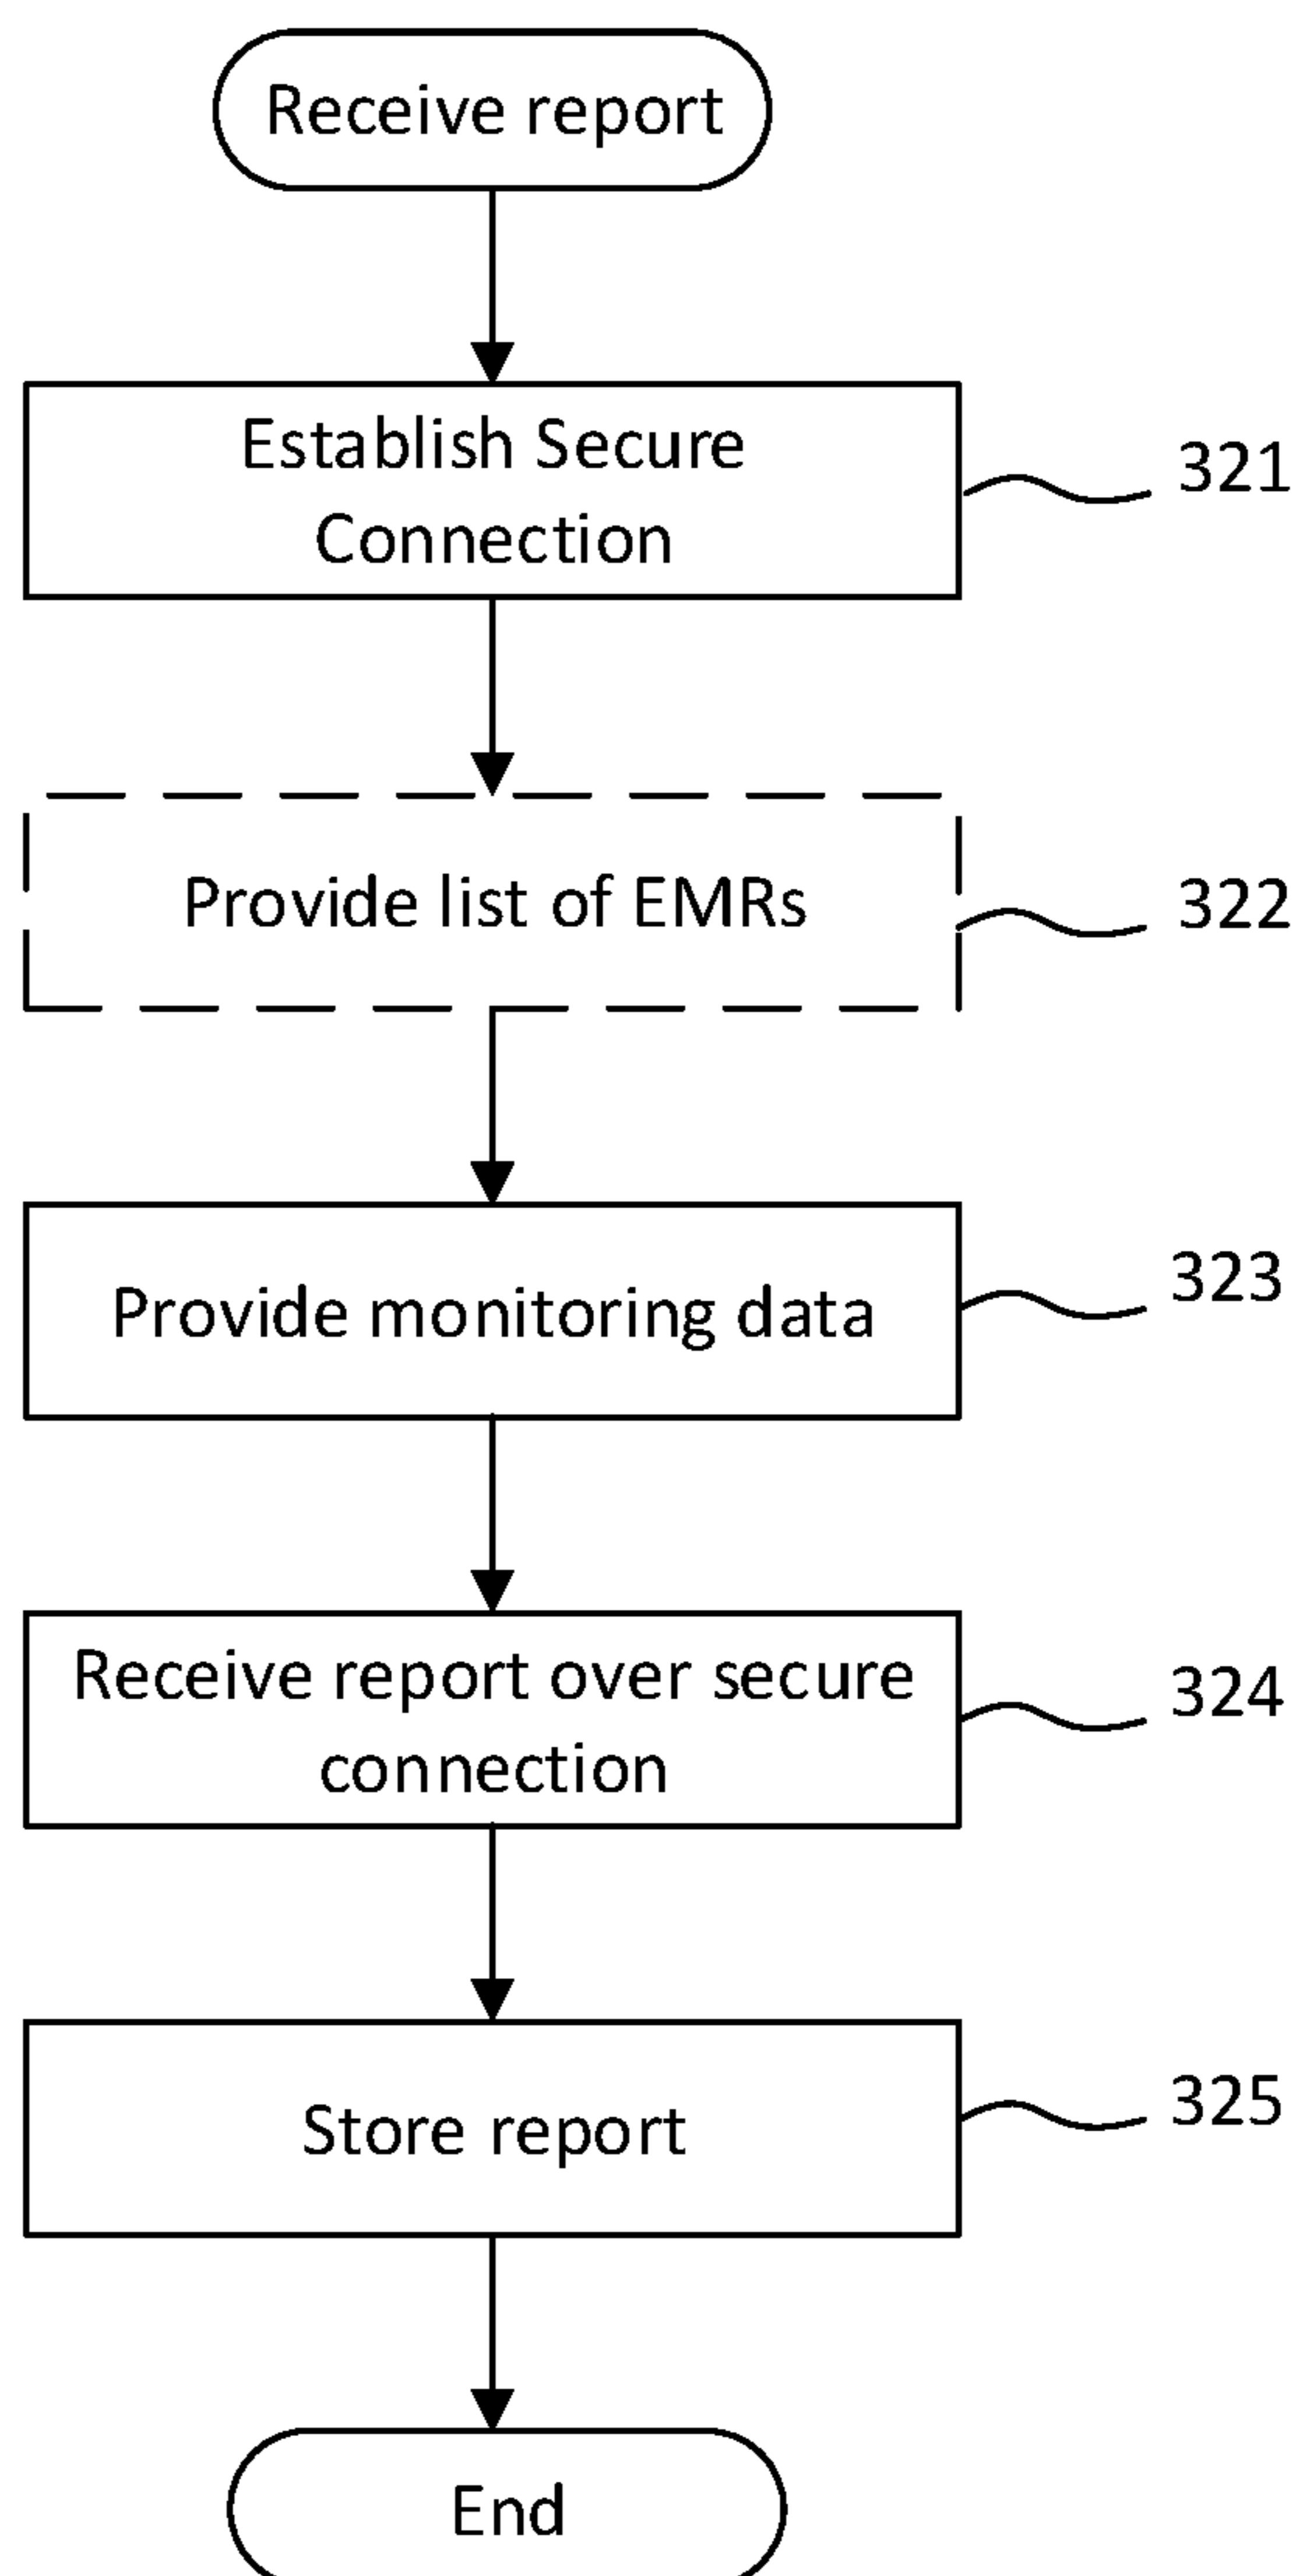 Receive report
Establish Secure
Connection
321
Provide list of EMRs
322
Provide monitoring data
323
Receive report over secure
connection
324
Store report
325
End